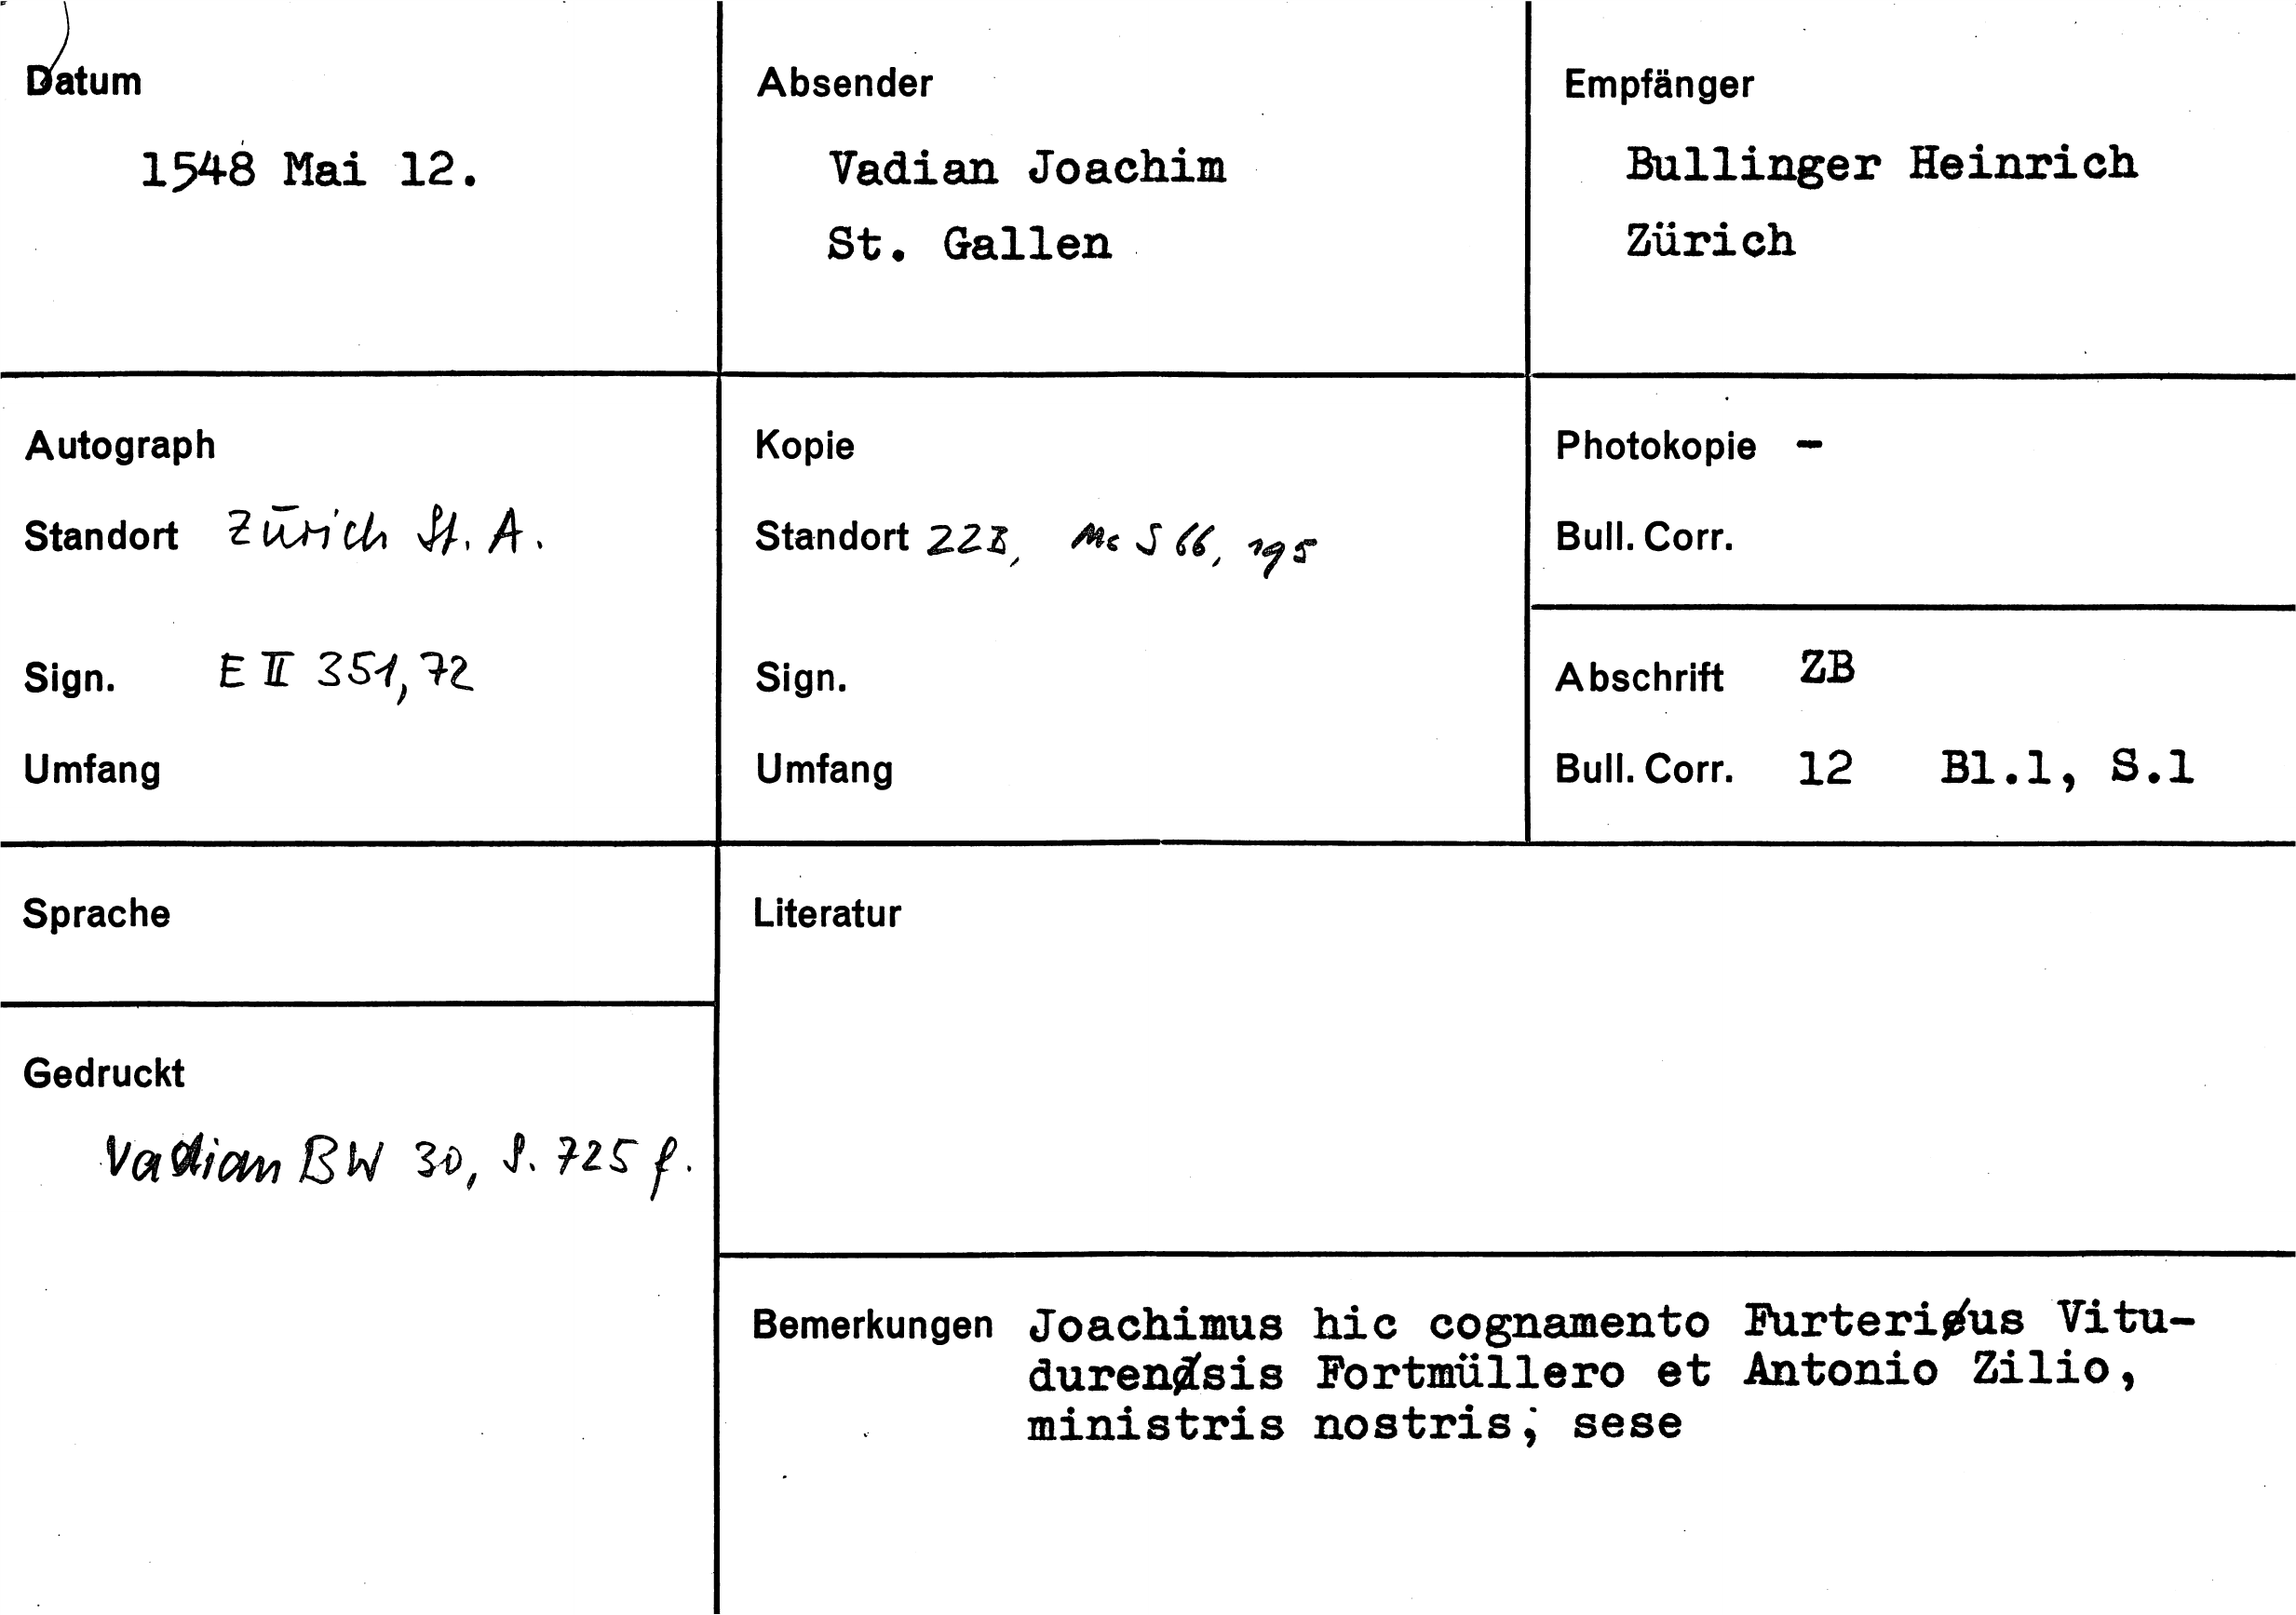 Datum
1548 Mai 12.
Absender
Vadian Joachim
St. Gallen
Empfänger
Bullinger Heinrich
Zürich
Autograph
Standort Zürich St. A.
Sign. E II 351, 72
Umfang
Kopie
Standort ZZB, Ms S 66, 195
Sign.
Umfang
Photokopie -
Bull. Corr.
Abschrift ZB
Bull. Corr. 12 Bl.1, S.1
Sprache
Literatur
Gedruckt
Vadian BW 30, S. 725 f.
Bemerkungen Joachimus hic cognamento Furterius Vitu-
durensis Fortmüllero et Antonio Zilio,
ministris nostris, sese